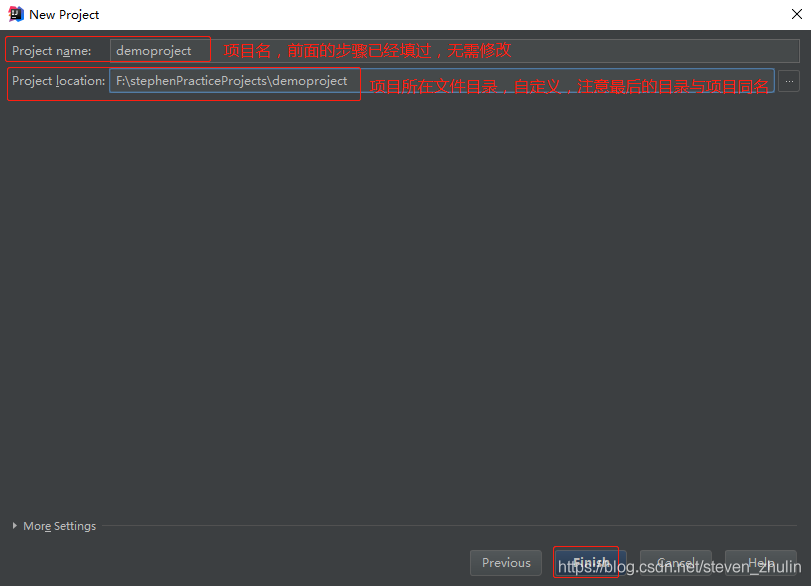 New Project
Project name: demoproject 项目名，前面的步骤已经填过，无需修改
Project location: F:\stephenPracticeProjects\demoproject 项目所在文件目录，自定义，注意最后的目录与项目同名 ...
More Settings
Previous Finish Cancel Help
https://blog.csdn.net/steven_zhulin